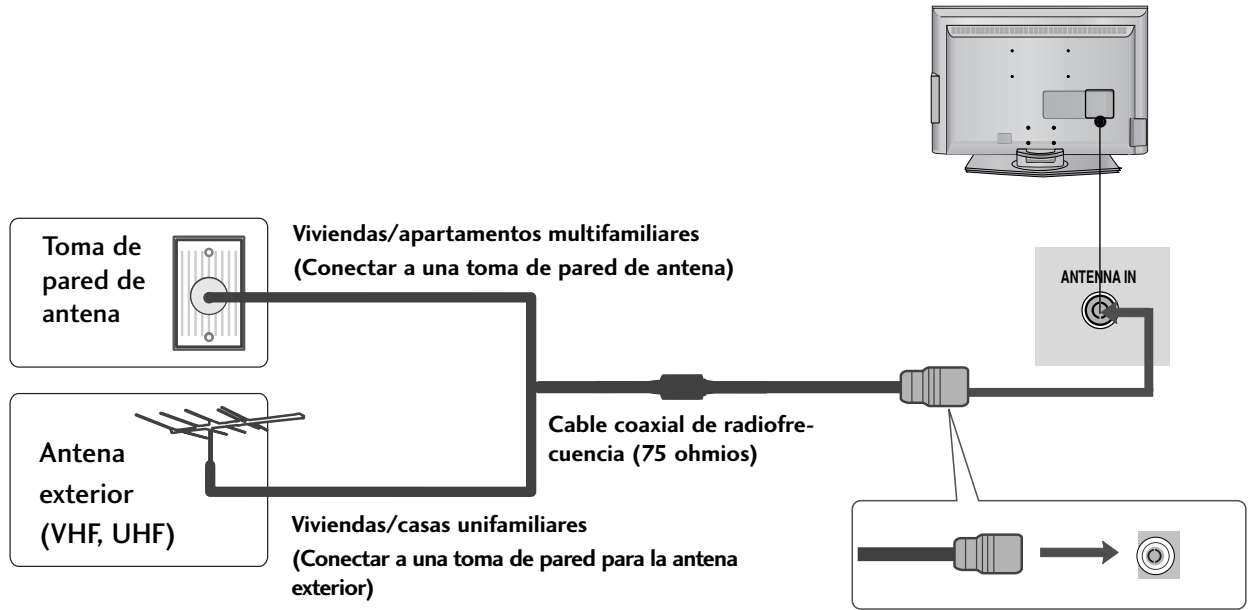 ANTENNA IN
Toma de
pared de
antena
Viviendas/apartamentos multifamiliares
(Conectar a una toma de pared de antena)
Cable coaxial de radiofre-
cuencia (75 ohmios)
Antena
exterior
(VHF, UHF)
Viviendas/casas unifamiliares
(Conectar a una toma de pared para la antena
exterior)